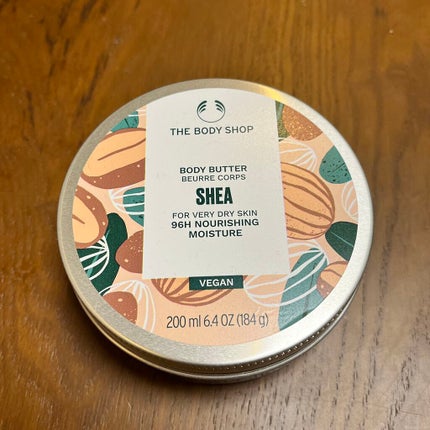 THE BODY SHOP
BODY BUTTER
BEURRE CORPS
SHEA
FOR VERY DRY SKIN
96H NOURISHING
MOISTURE
VEGAN
200 ml 6.4 OZ (184 g)